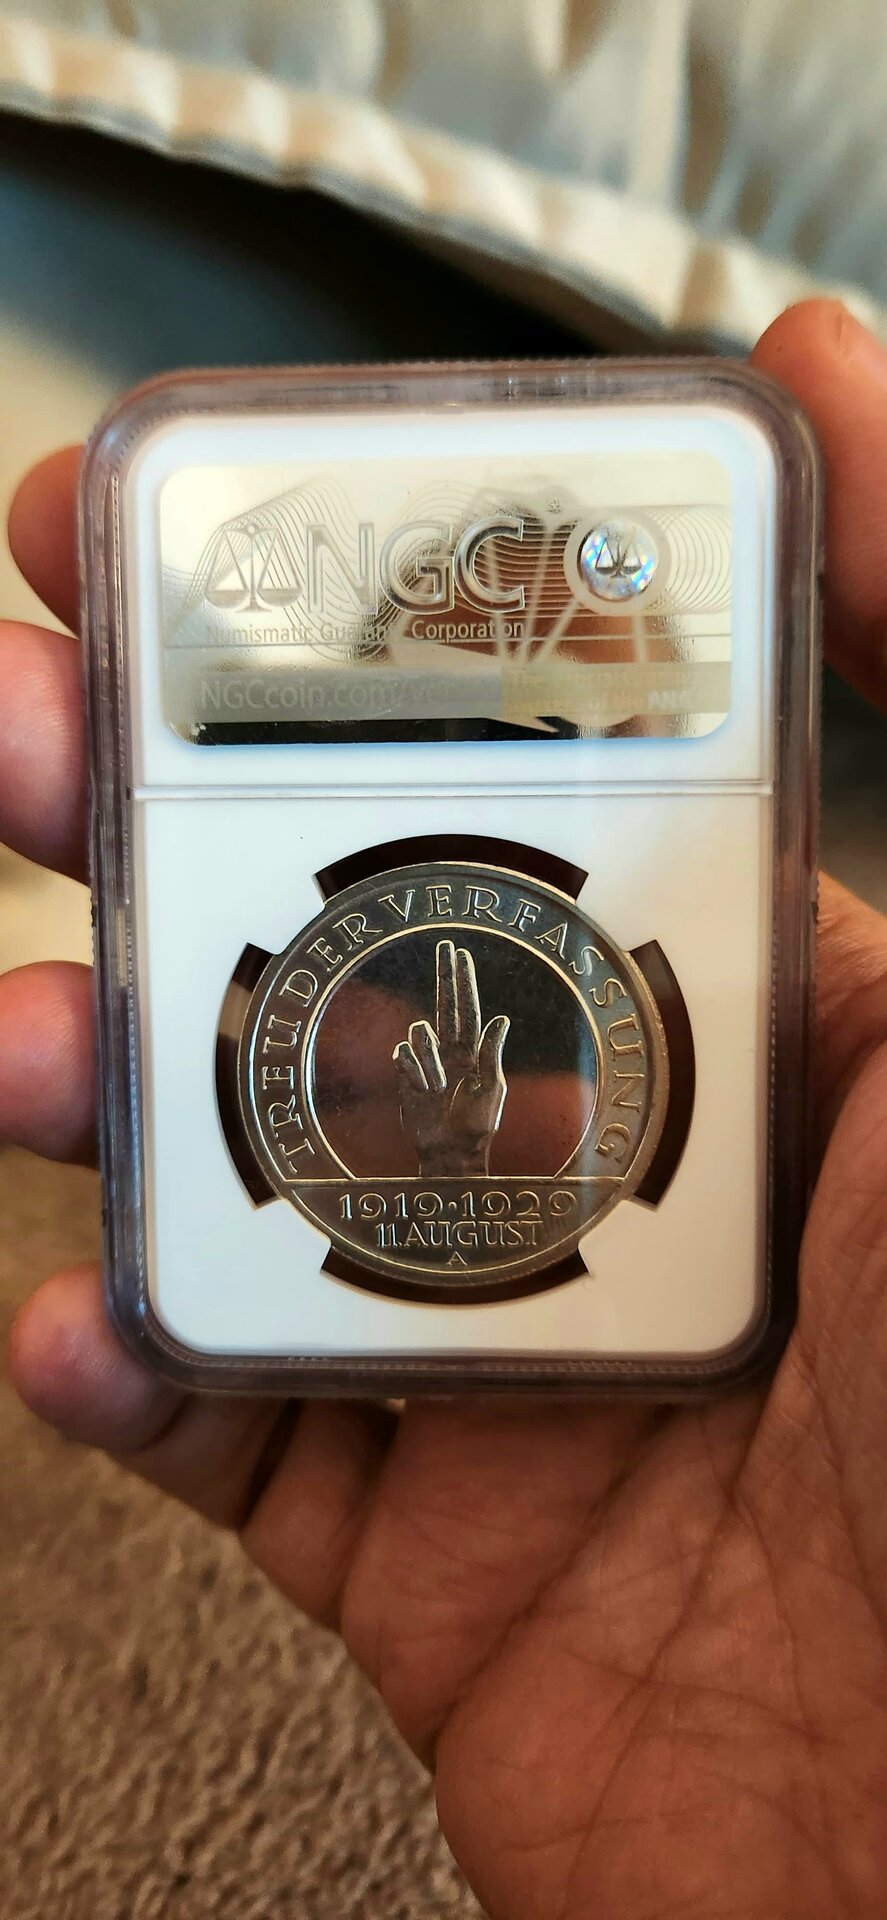 NGC
Numismatic Guaranty Corporation
NGCcoin.com
TREU DER VERFASSUNG
1919·1929
11.AUGUST
A